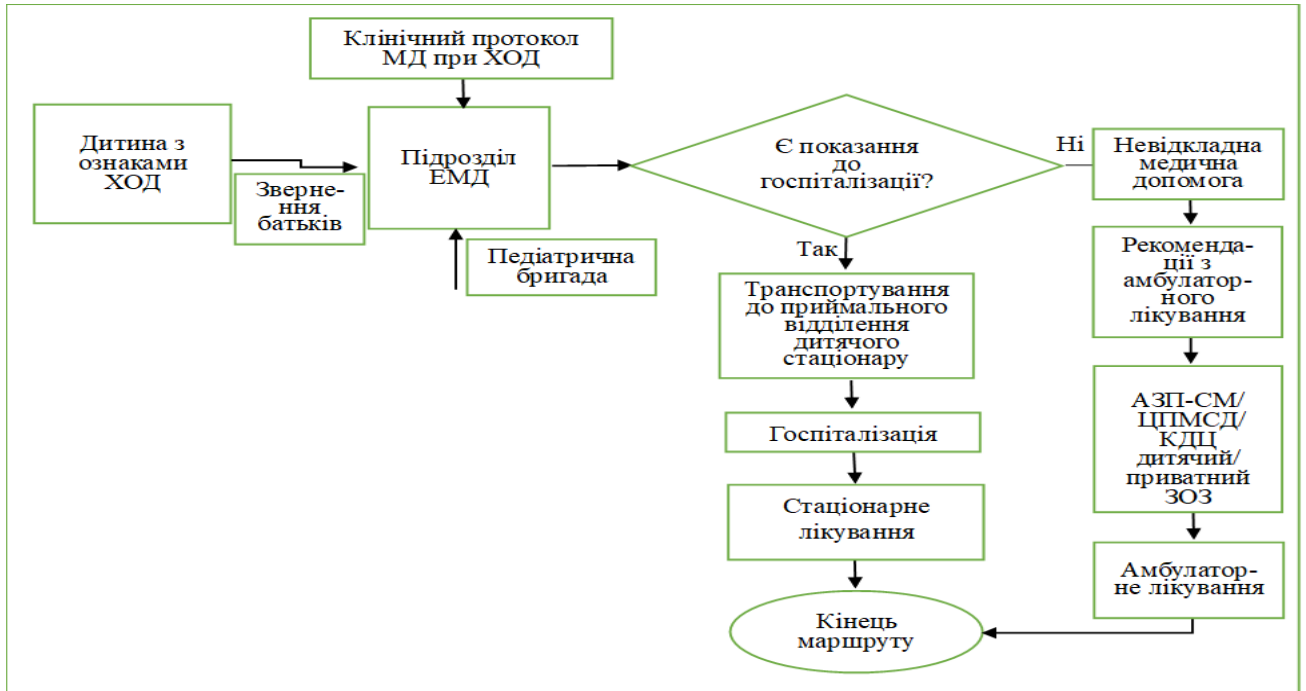 Клінічний протокол
МД при ХОД
Дитина з
ознаками
ХОД
Зверне-
ння
батьків
Підрозділ
ЕМД
Педіатрична
бригада
Є показання
до
госпіталізації?
Ні
Невідкладна
медична
допомога
Так
Транспортування
до приймального
відділення
дитячого
стаціонару
Рекоменда-
ції з
амбулатор-
ного
лікування
Госпіталізація
АЗП-СМ/
ЦПМСД/
КДЦ
дитячий/
приватний
ЗОЗ
Стаціонарне
лікування
Амбулатор-
не лікування
Кінець
маршруту